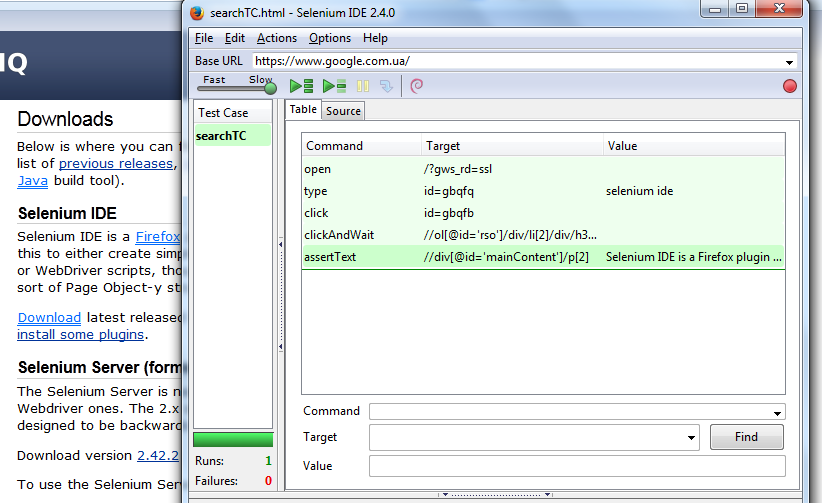 IQ
Downloads
Below is where you can
list of previous releases,
Java build tool).
Selenium IDE
Selenium IDE is a Firefox
this to either create simp
or WebDriver scripts, tho
sort of Page Object-y st
Download latest released
install some plugins.
Selenium Server (form
The Selenium Server is n
Webdriver ones. The 2.x
designed to be backward
Download version 2.42.2
To use the Selenium Serv
searchTC.html - Selenium IDE 2.4.0
File Edit Actions Options Help
Base URL https://www.google.com.ua/
Fast Slow
Test Case
searchTC
Runs: 1
Failures: 0
Table Source
Command Target Value
open /?gws_rd=ssl
type id=gbqfq selenium ide
click id=gbqfb
clickAndWait //ol[@id='rso']/div/li[2]/div/h3...
assertText //div[@id='mainContent']/p[2] Selenium IDE is a Firefox plugin ...
Command
Target Find
Value